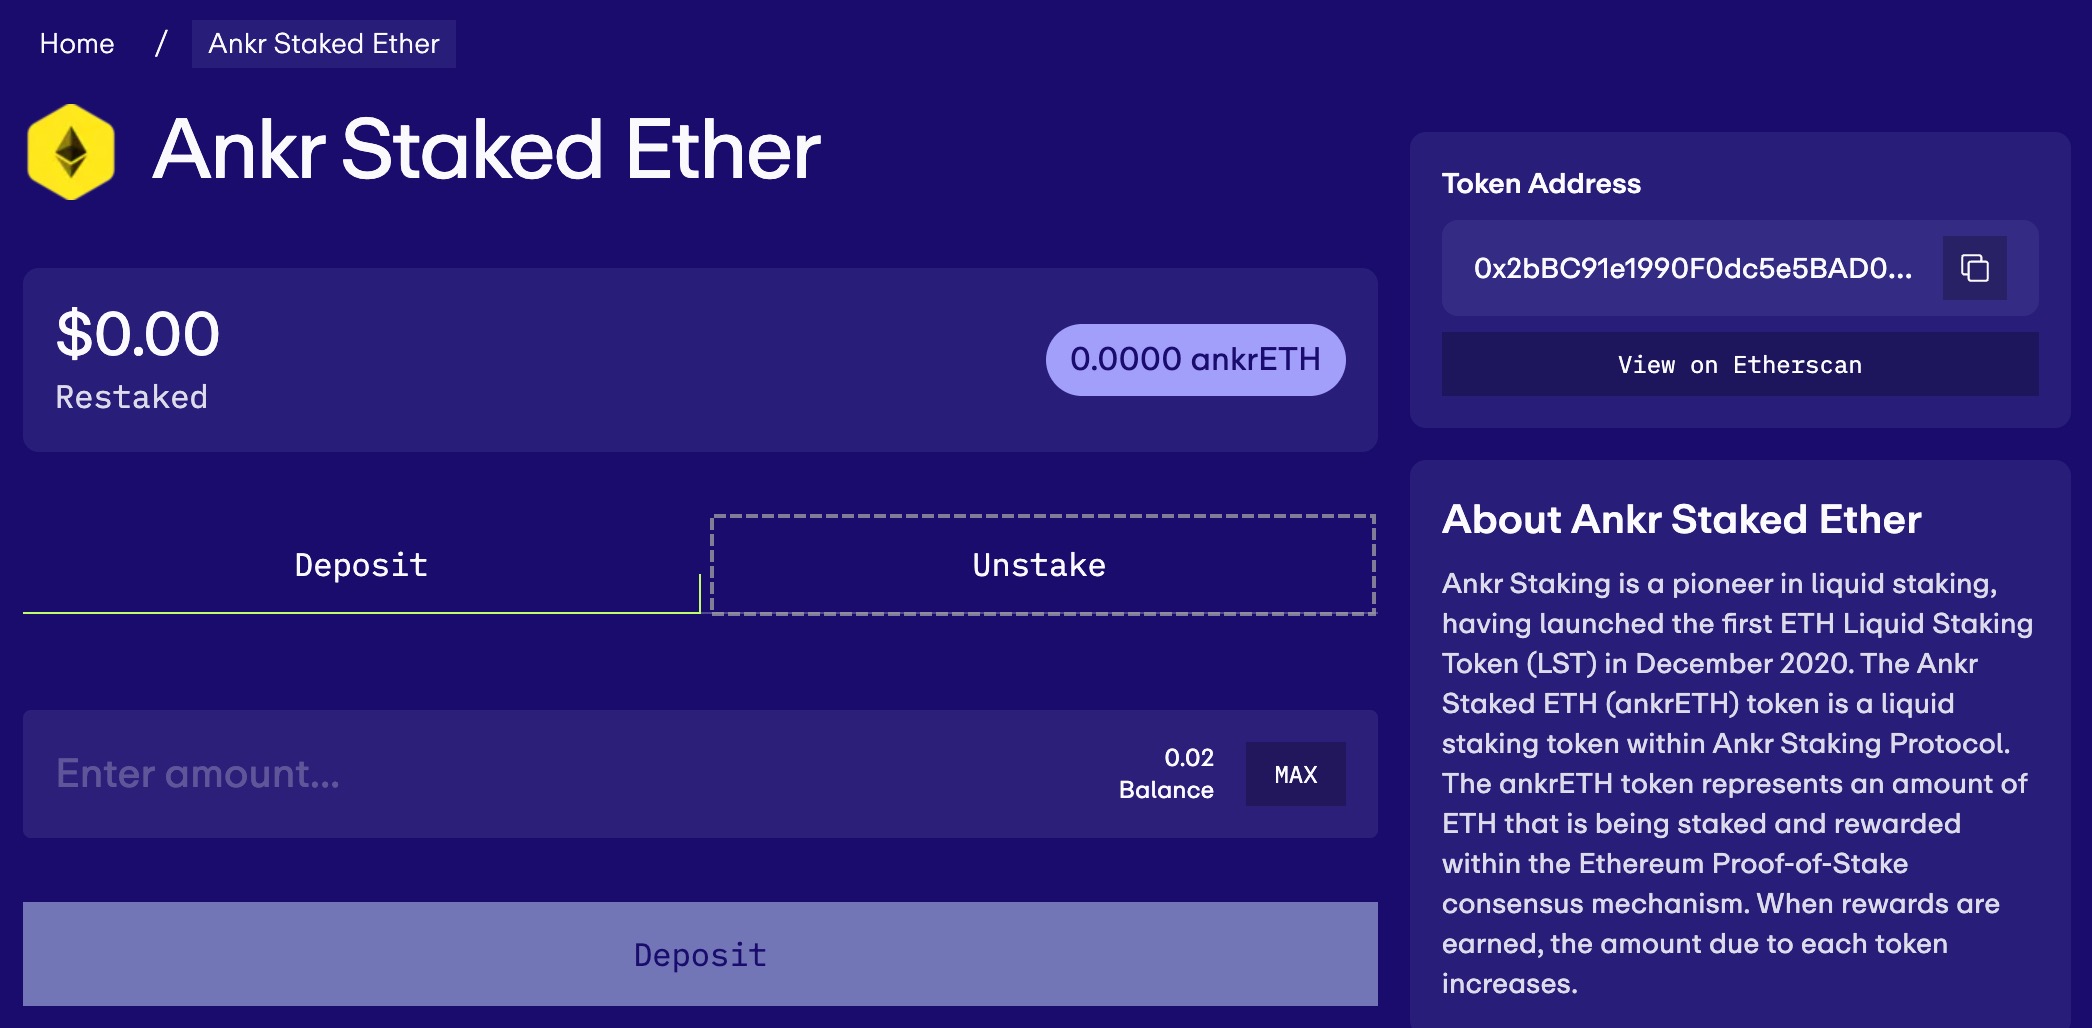 Home / Ankr Staked Ether
Ankr Staked Ether
$0.00
Restaked
0.0000 ankrETH
Deposit
Unstake
Enter amount...
0.02
Balance
MAX
Deposit
Token Address
0x2bBC91e1990F0dc5e5BAD0...
View on Etherscan
About Ankr Staked Ether
Ankr Staking is a pioneer in liquid staking,
having launched the first ETH Liquid Staking
Token (LST) in December 2020. The Ankr
Staked ETH (ankrETH) token is a liquid
staking token within Ankr Staking Protocol.
The ankrETH token represents an amount of
ETH that is being staked and rewarded
within the Ethereum Proof-of-Stake
consensus mechanism. When rewards are
earned, the amount due to each token
increases.